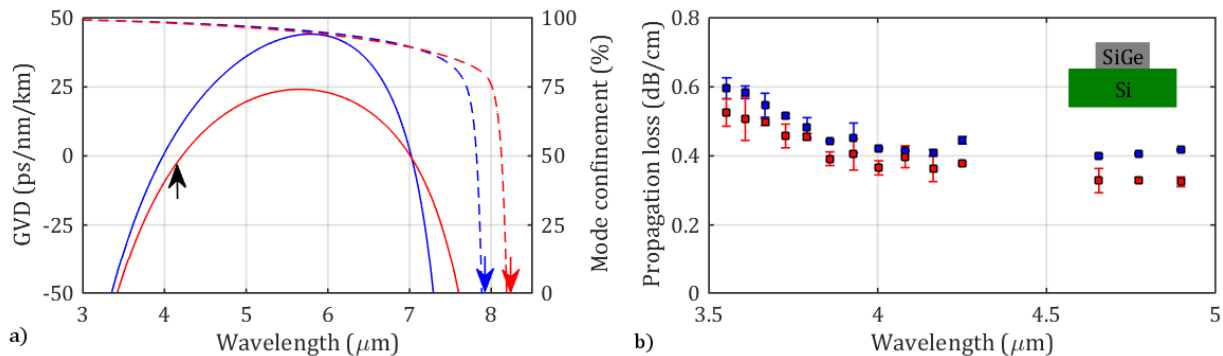 GVD (ps/nm/km)
50
25
0
-25
-50
3
4
5
6
7
8
Wavelength (μm)
100
75
50
25
0
Mode confinement (%)
a)
Propagation loss (dB/cm)
0.8
0.6
0.4
0.2
0
3.5
4
4.5
5
Wavelength (μm)
SiGe
Si
b)